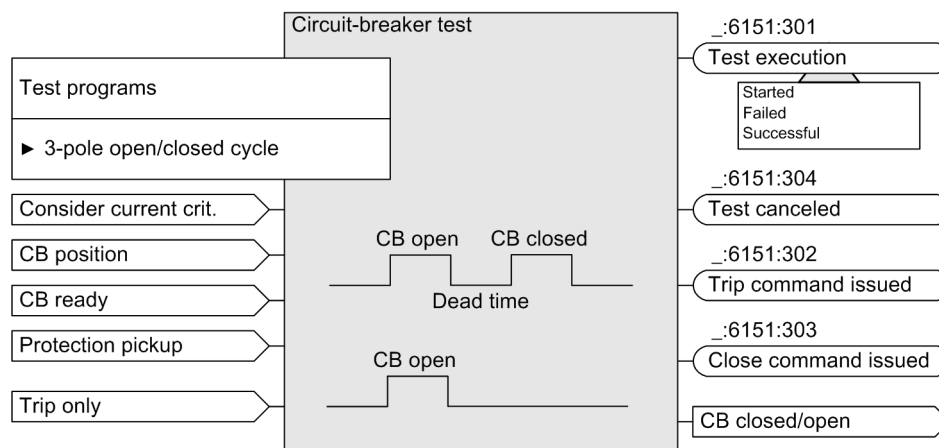 Circuit-breaker test
Test programs
► 3-pole open/closed cycle
Consider current crit.
CB position
CB ready
Protection pickup
Trip only
CB open
CB closed
Dead time
CB open
_:6151:301
Test execution
Started
Failed
Successful
_:6151:304
Test canceled
_:6151:302
Trip command issued
_:6151:303
Close command issued
CB closed/open